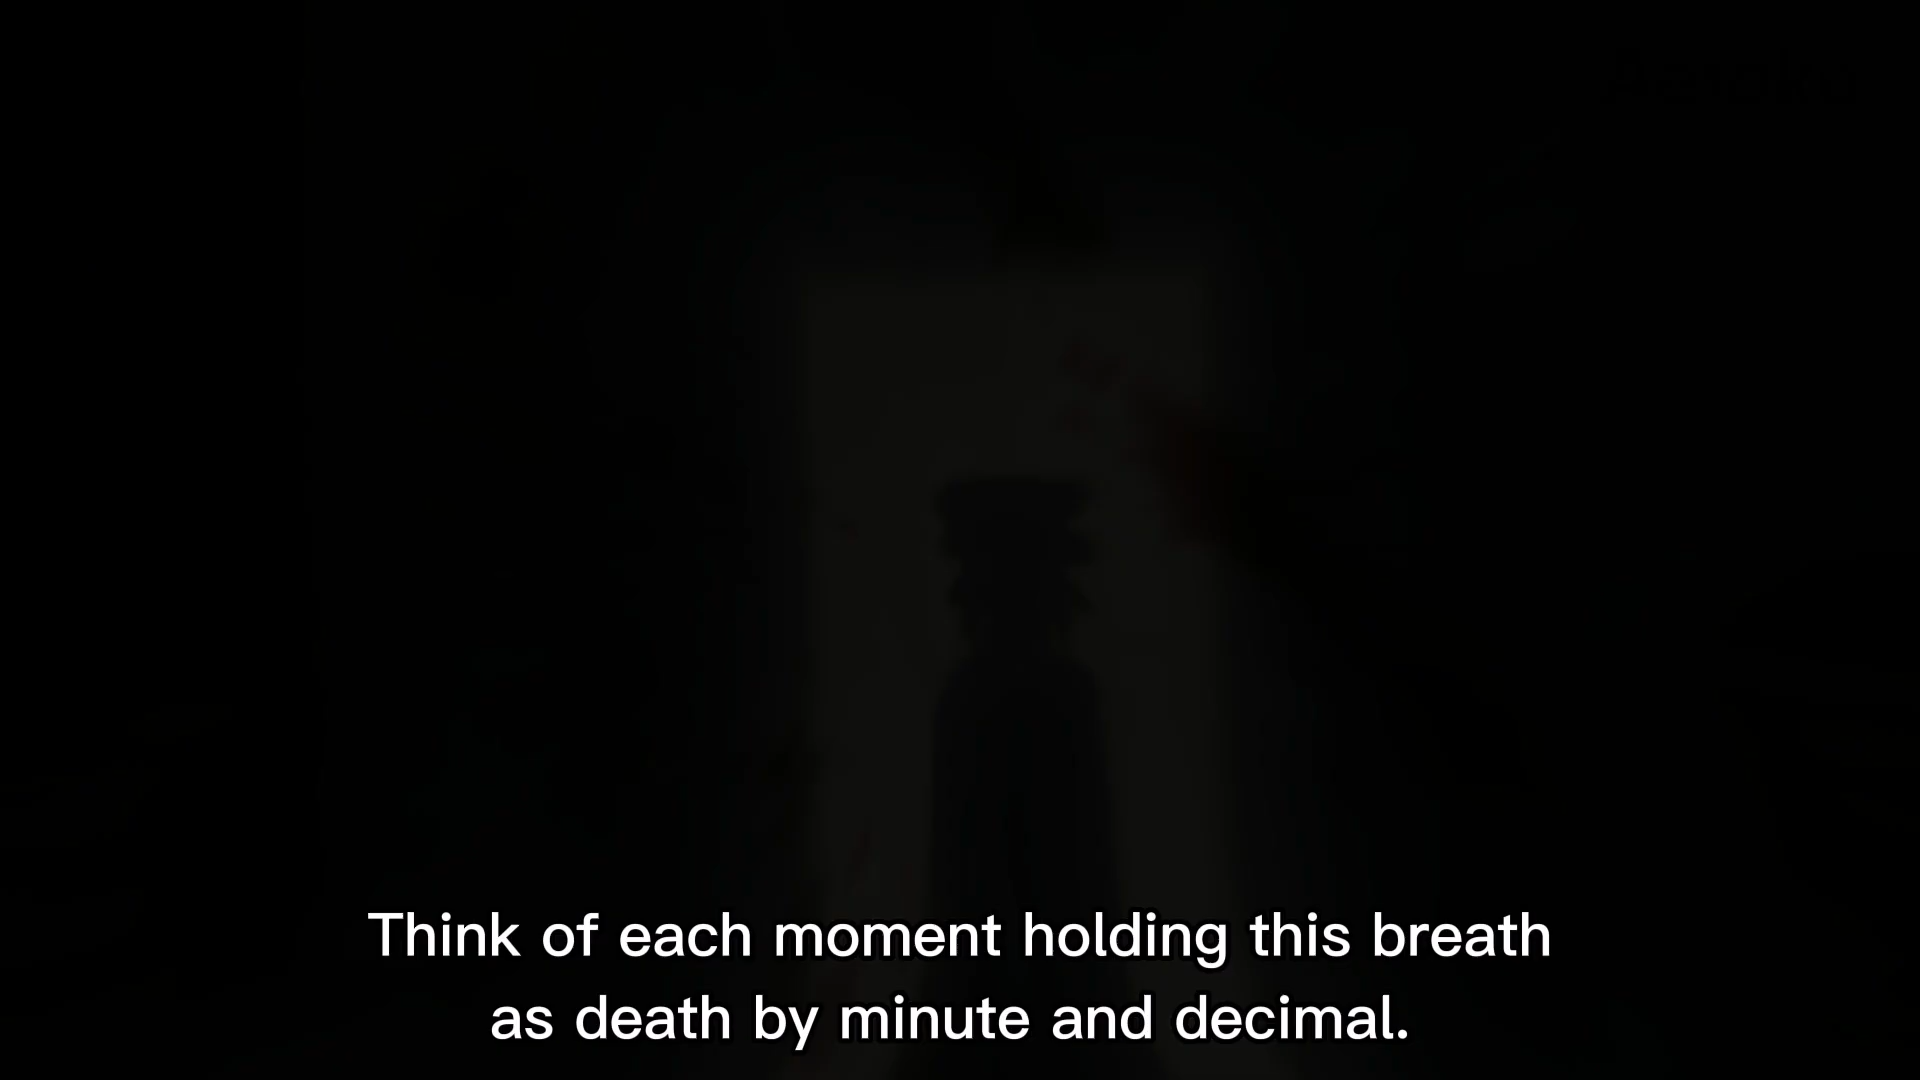 Think of each moment holding this breath
as death by minute and decimal.